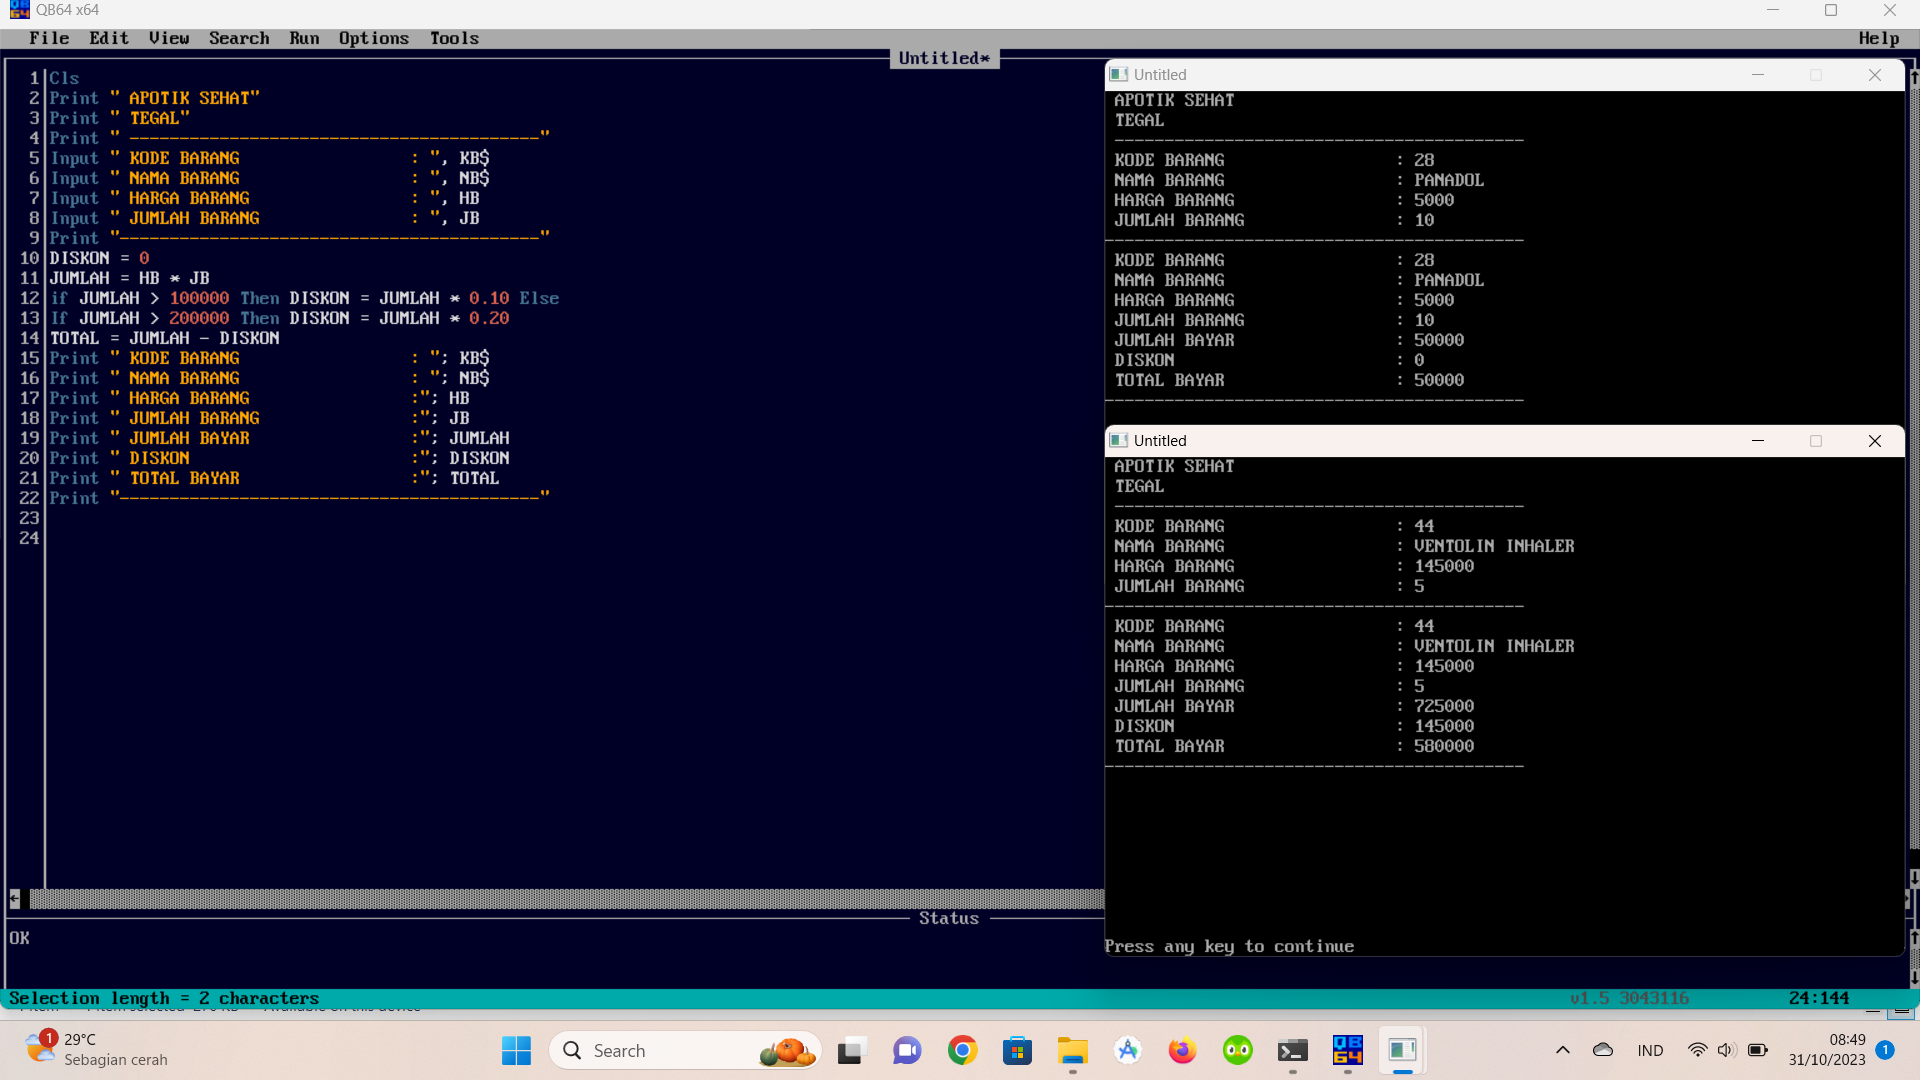 QB64 x64
File Edit View Search Run Options Tools Help
Untitled*
1 Cls
2 Print " APOTIK SEHAT"
3 Print " TEGAL"
4 Print " -----------------------------------------"
5 Input " KODE BARANG                 : ", KB$
6 Input " NAMA BARANG                 : ", NB$
7 Input " HARGA BARANG                : ", HB
8 Input " JUMLAH BARANG               : ", JB
9 Print "------------------------------------------"
10 DISKON = 0
11 JUMLAH = HB * JB
12 if JUMLAH > 100000 Then DISKON = JUMLAH * 0.10 Else
13 If JUMLAH > 200000 Then DISKON = JUMLAH * 0.20
14 TOTAL = JUMLAH - DISKON
15 Print " KODE BARANG                 : "; KB$
16 Print " NAMA BARANG                 : "; NB$
17 Print " HARGA BARANG                :"; HB
18 Print " JUMLAH BARANG               :"; JB
19 Print " JUMLAH BAYAR                :"; JUMLAH
20 Print " DISKON                      :"; DISKON
21 Print " TOTAL BAYAR                 :"; TOTAL
22 Print "------------------------------------------"
23
24
Untitled
APOTIK SEHAT
TEGAL
-----------------------------------------
KODE BARANG                 : 28
NAMA BARANG                 : PANADOL
HARGA BARANG                : 5000
JUMLAH BARANG               : 10
------------------------------------------
KODE BARANG                 : 28
NAMA BARANG                 : PANADOL
HARGA BARANG                : 5000
JUMLAH BARANG               : 10
JUMLAH BAYAR                : 50000
DISKON                      : 0
TOTAL BAYAR                 : 50000
------------------------------------------
Untitled
APOTIK SEHAT
TEGAL
-----------------------------------------
KODE BARANG                 : 44
NAMA BARANG                 : VENTOLIN INHALER
HARGA BARANG                : 145000
JUMLAH BARANG               : 5
------------------------------------------
KODE BARANG                 : 44
NAMA BARANG                 : VENTOLIN INHALER
HARGA BARANG                : 145000
JUMLAH BARANG               : 5
JUMLAH BAYAR                : 725000
DISKON                      : 145000
TOTAL BAYAR                 : 580000
------------------------------------------
Press any key to continue
Status
OK
Selection length = 2 characters v1.5 3043116 24:144
1
29°C
Sebagian cerah
Search
QB64
IND
08:49
31/10/2023
1